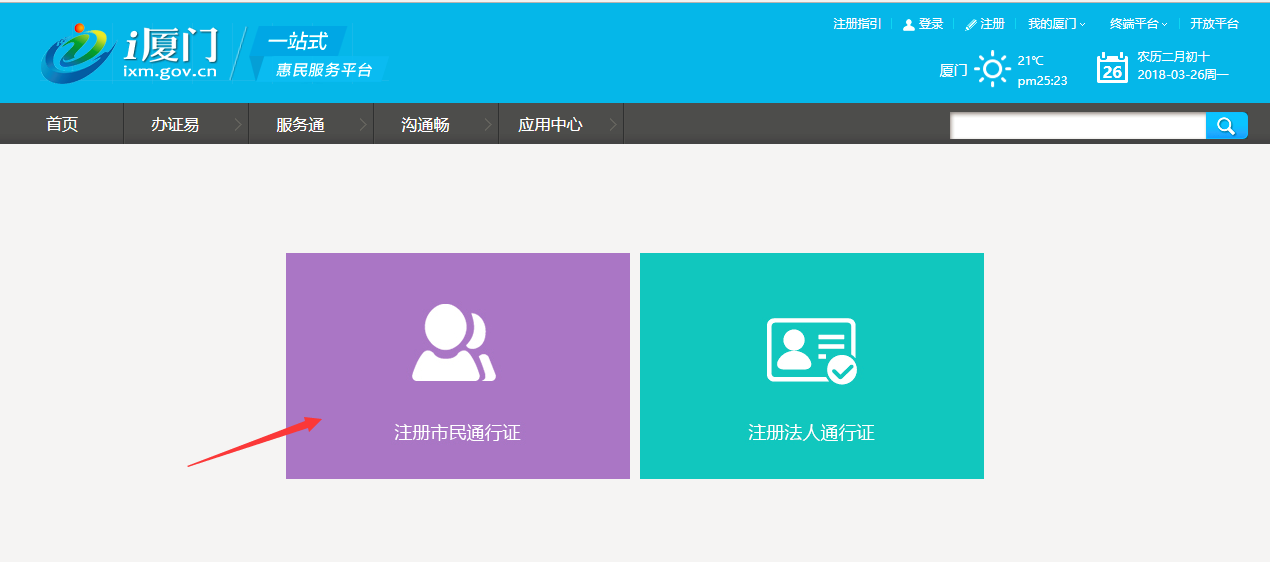 注册指引 登录 注册 我的厦门 终端平台 开放平台
i厦门 一站式
ixm.gov.cn 惠民服务平台
厦门 21℃
pm25:23
26 农历二月初十
2018-03-26周一
首页 办证易 服务通 沟通畅 应用中心
注册市民通行证 注册法人通行证